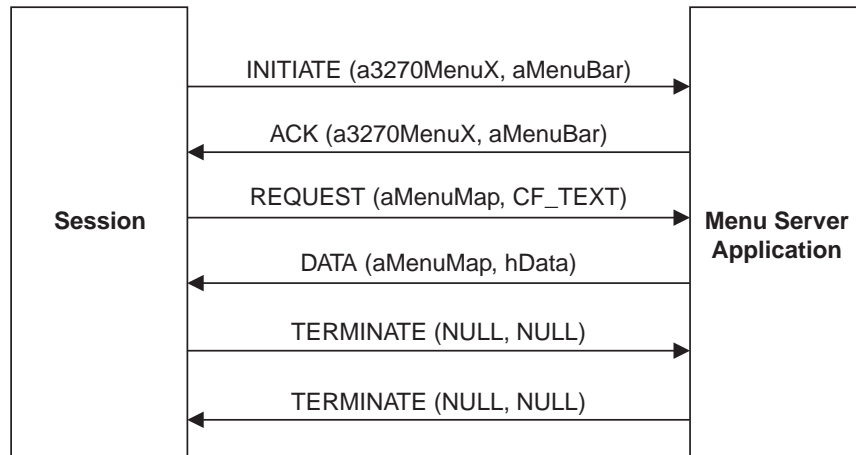 INITIATE (a3270MenuX, aMenuBar)
ACK (a3270MenuX, aMenuBar)
REQUEST (aMenuMap, CF_TEXT)
Session
Menu Server
Application
DATA (aMenuMap, hData)
TERMINATE (NULL, NULL)
TERMINATE (NULL, NULL)